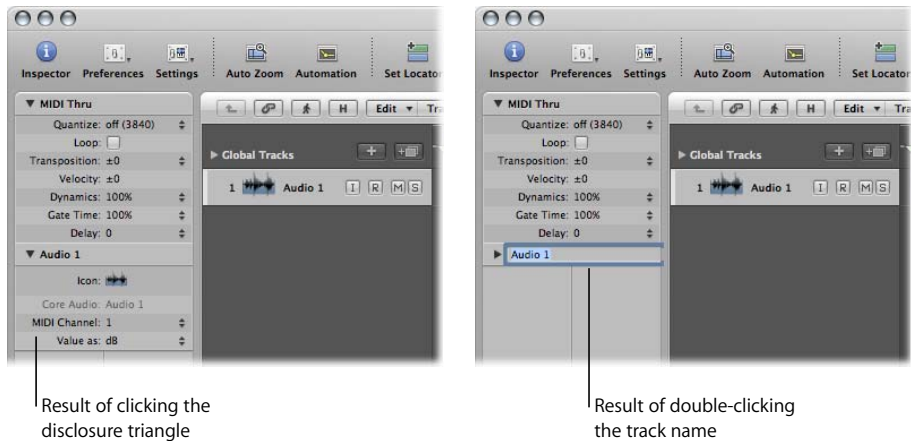 Inspector Preferences Settings Auto Zoom Automation Set Locator
MIDI Thru
Quantize: off (3840)
Loop:
Transposition: ±0
Velocity: ±0
Dynamics: 100%
Gate Time: 100%
Delay: 0
Audio 1
Icon:
Core Audio: Audio 1
MIDI Channel: 1
Value as: dB
H Edit Tra
Global Tracks
1 Audio 1 I R M S
Result of clicking the
disclosure triangle
Inspector Preferences Settings Auto Zoom Automation Set Locator
MIDI Thru
Quantize: off (3840)
Loop:
Transposition: ±0
Velocity: ±0
Dynamics: 100%
Gate Time: 100%
Delay: 0
Audio 1
H Edit Tra
Global Tracks
1 Audio 1 I R M S
Result of double-clicking
the track name